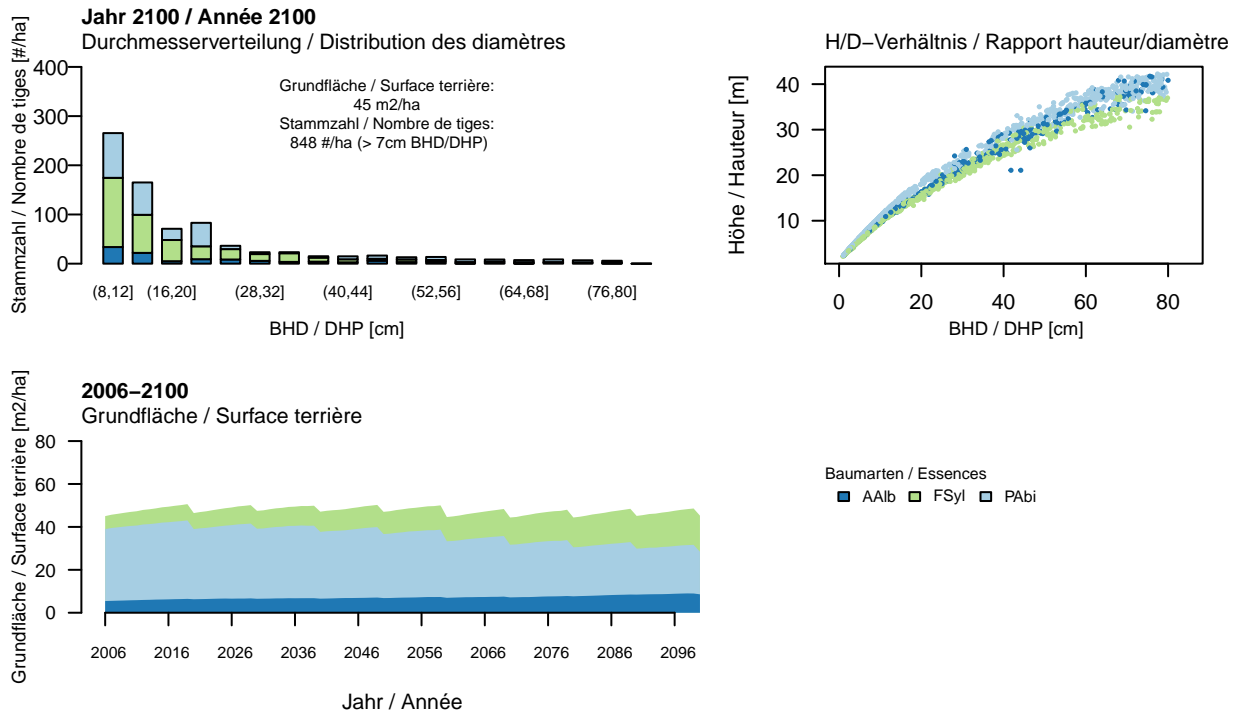 Jahr 2100 / Année 2100
Durchmesserverteilung / Distribution des diamètres
Stammzahl / Nombre de tiges [#/ha]
400
300
200
100
0
Grundfläche / Surface terrière:
45 m2/ha
Stammzahl / Nombre de tiges:
848 #/ha (> 7cm BHD/DHP)
(8,12] (16,20] (28,32] (40,44] (52,56] (64,68] (76,80]
BHD / DHP [cm]
H/D−Verhältnis / Rapport hauteur/diamètre
Höhe / Hauteur [m]
40
30
20
10
0 20 40 60 80
BHD / DHP [cm]
2006−2100
Grundfläche / Surface terrière
Grundfläche / Surface terrière [m2/ha]
80
60
40
20
0
2006 2016 2026 2036 2046 2056 2066 2076 2086 2096
Jahr / Année
Baumarten / Essences
AAlb FSyl PAbi